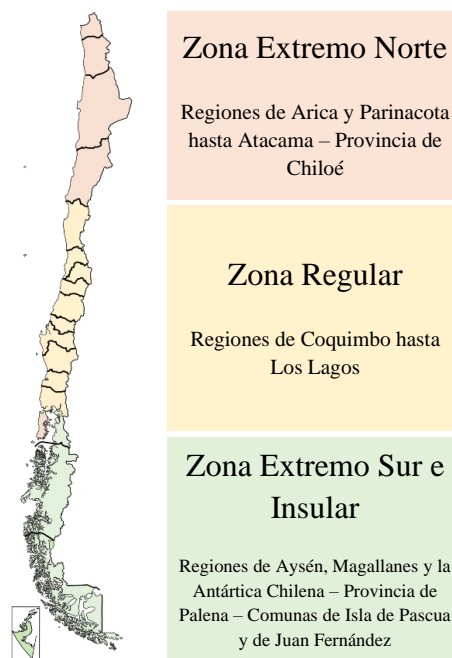 Zona Extremo Norte
Regiones de Arica y Parinacota
hasta Atacama – Provincia de
Chiloé
Zona Regular
Regiones de Coquimbo hasta
Los Lagos
Zona Extremo Sur e
Insular
Regiones de Aysén, Magallanes y la
Antártica Chilena – Provincia de
Palena – Comunas de Isla de Pascua
y de Juan Fernández